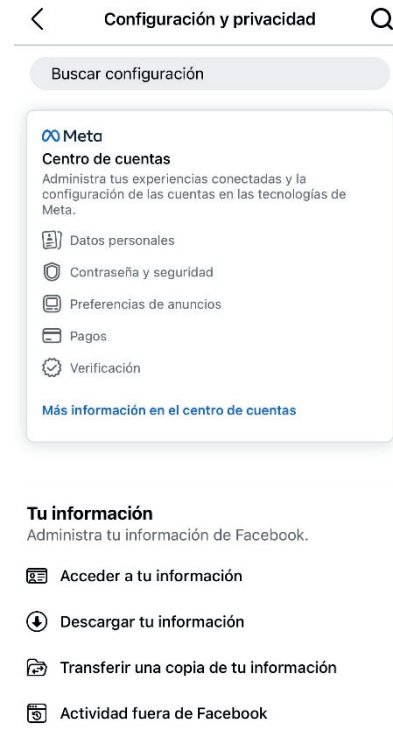 Configuración y privacidad
Buscar configuración
Meta
Centro de cuentas
Administra tus experiencias conectadas y la
configuración de las cuentas en las tecnologías de
Meta.
Datos personales
Contraseña y seguridad
Preferencias de anuncios
Pagos
Verificación
Más información en el centro de cuentas
Tu información
Administra tu información de Facebook.
Acceder a tu información
Descargar tu información
Transferir una copia de tu información
Actividad fuera de Facebook